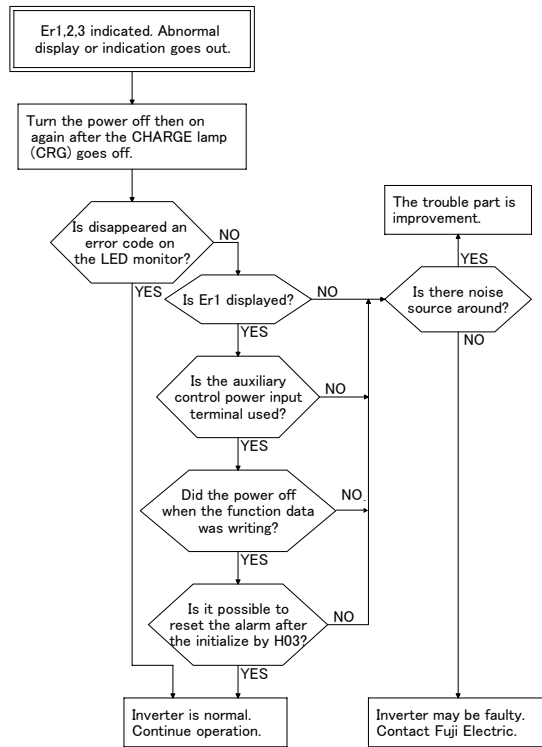 Er1,2,3 indicated. Abnormal
display or indication goes out.
Turn the power off then on
again after the CHARGE lamp
(CRG) goes off.
Is disappeared an
error code on
the LED monitor?
NO
YES
Is Er1 displayed?
NO
YES
The trouble part is
improvement.
YES
Is there noise
source around?
NO
Is the auxiliary
control power input
terminal used?
NO
YES
Did the power off
when the function data
was writing?
NO.
YES
Is it possible to
reset the alarm after
the initialize by H03?
NO
YES
Inverter is normal.
Continue operation.
Inverter may be faulty.
Contact Fuji Electric.